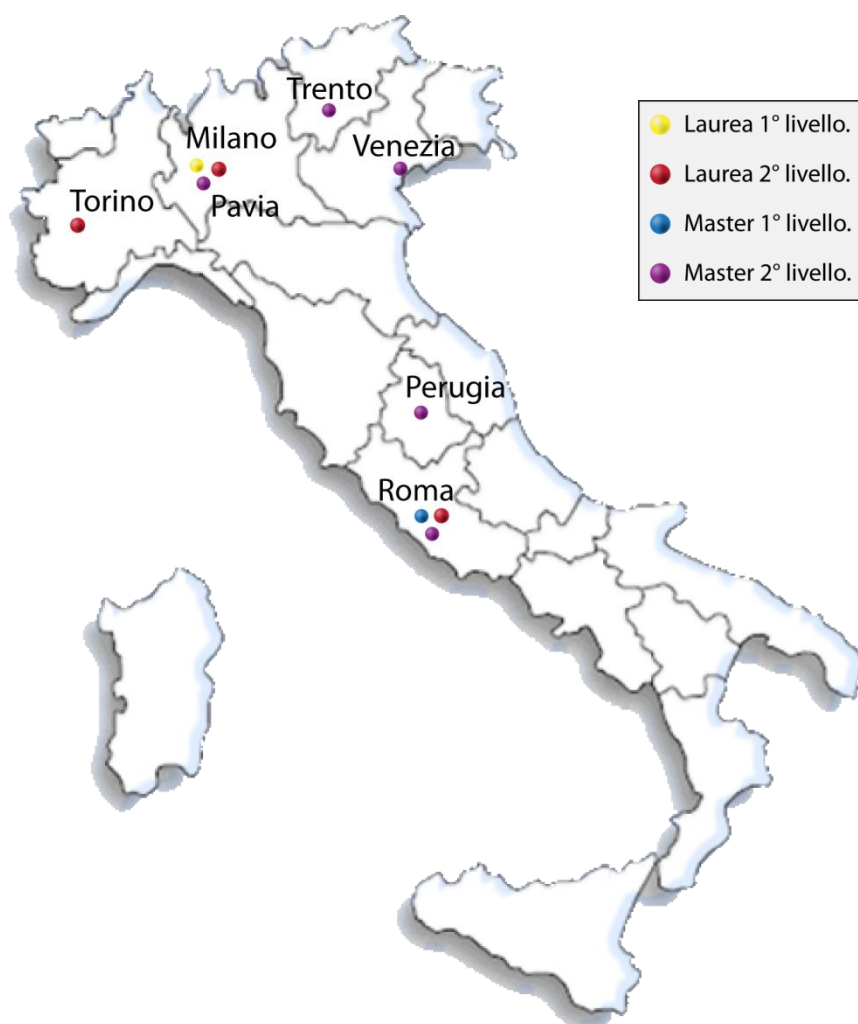 Trento
Milano
Venezia
Torino
Pavia
Perugia
Roma
Laurea 1° livello.
Laurea 2° livello.
Master 1° livello.
Master 2° livello.